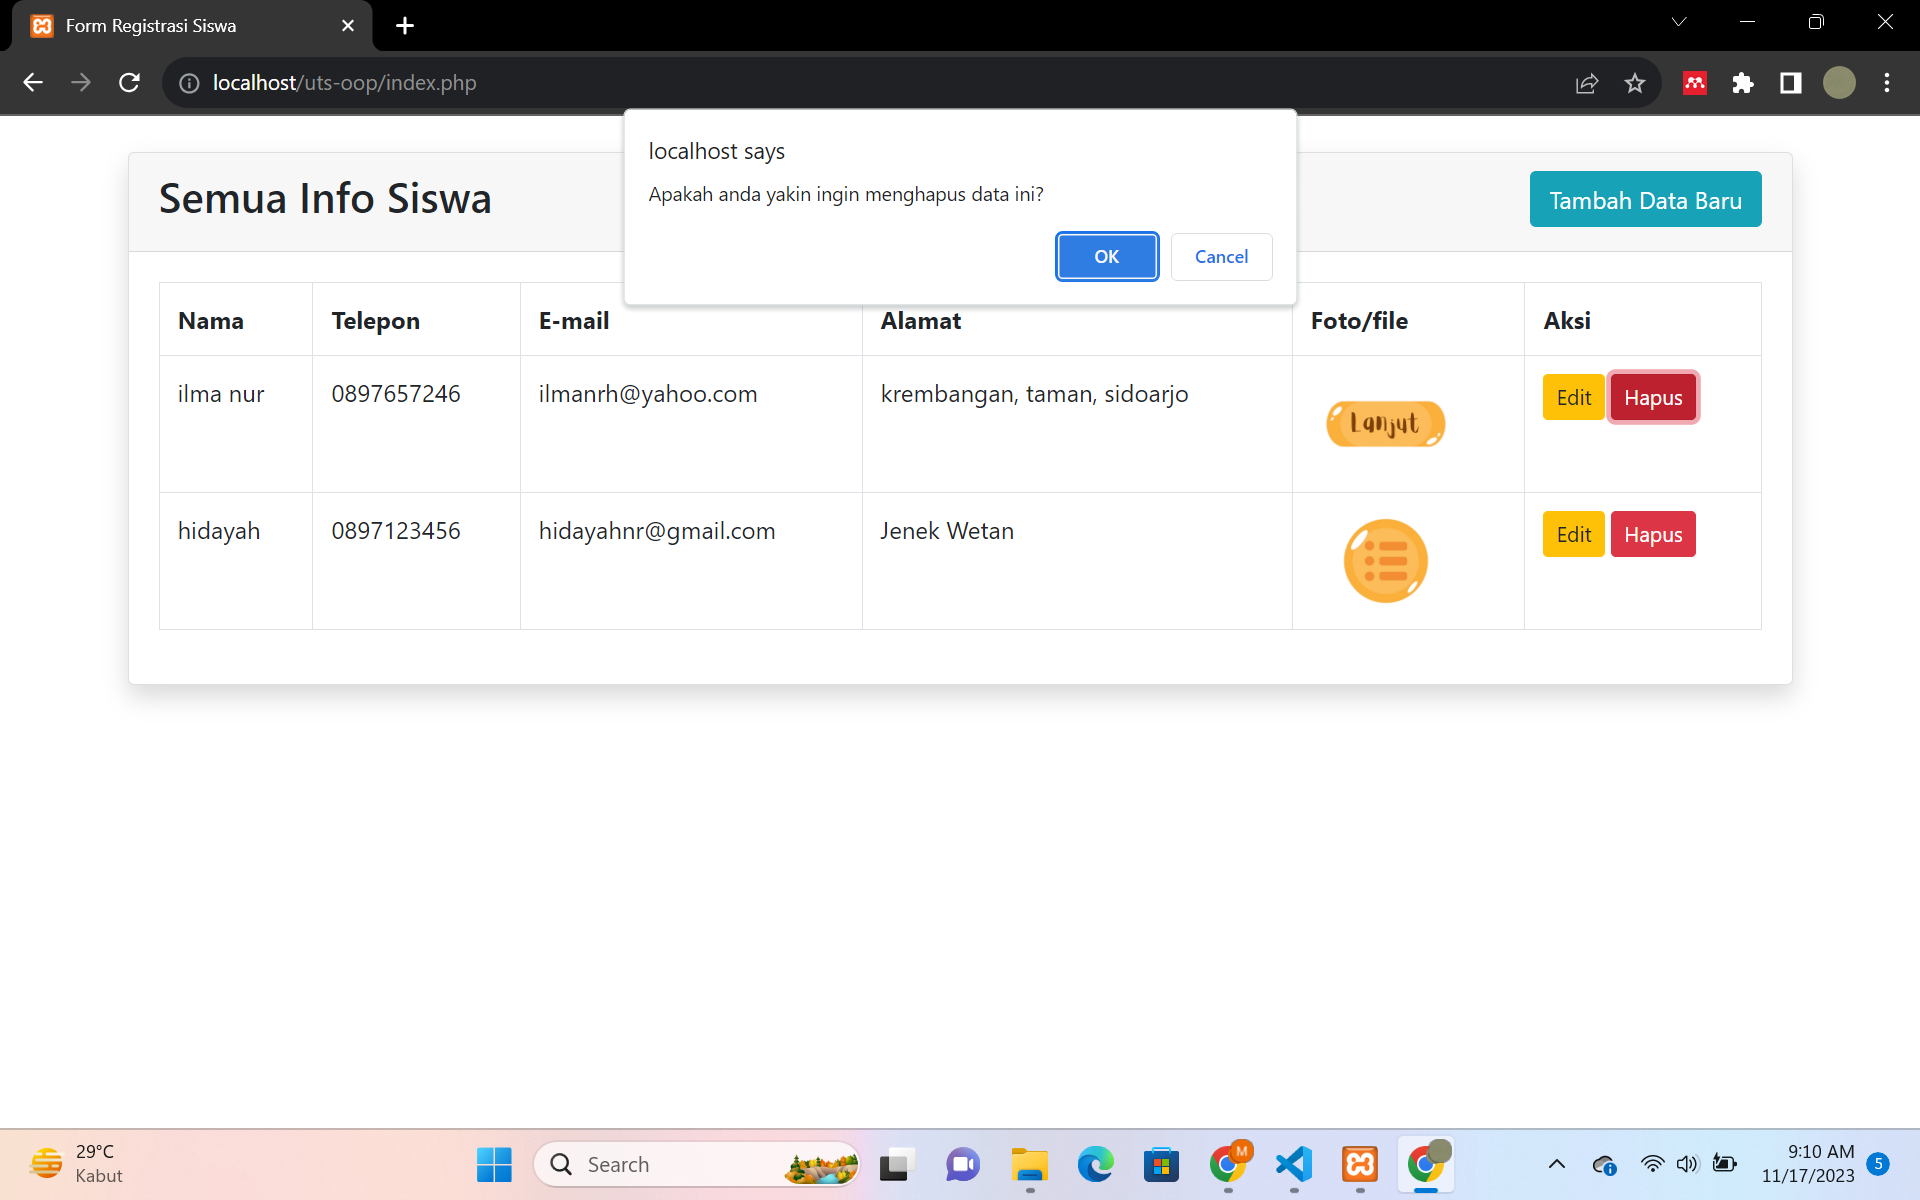 Form Registrasi Siswa
localhost/uts-oop/index.php
localhost says
Apakah anda yakin ingin menghapus data ini?
OK
Cancel
Semua Info Siswa
Tambah Data Baru
Nama
Telepon
E-mail
Alamat
Foto/file
Aksi
ilma nur
0897657246
ilmanrh@yahoo.com
krembangan, taman, sidoarjo
Lanjut
Edit
Hapus
hidayah
0897123456
hidayahnr@gmail.com
Jenek Wetan
Edit
Hapus
29°C
Kabut
Search
M
9:10 AM
11/17/2023
5